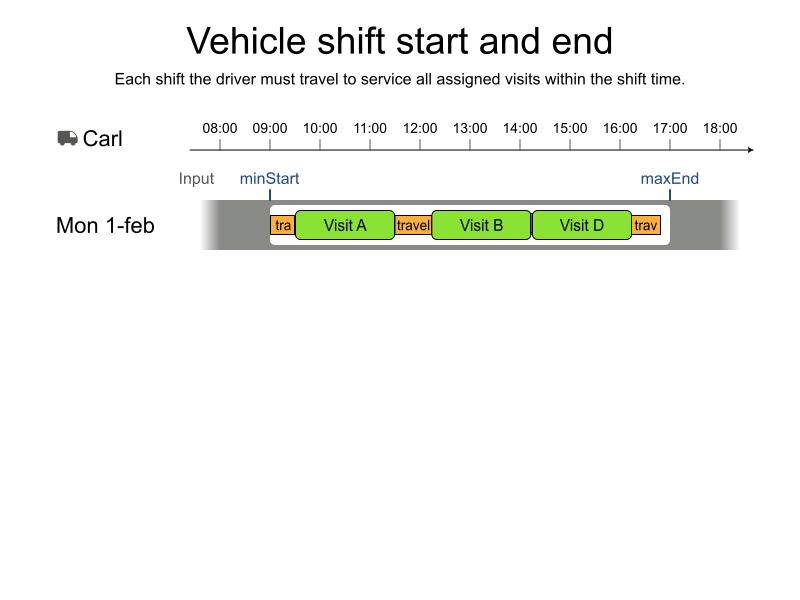 Vehicle shift start and end
Each shift the driver must travel to service all assigned visits within the shift time.
Carl
08:00 09:00 10:00 11:00 12:00 13:00 14:00 15:00 16:00 17:00 18:00
Input minStart maxEnd
Mon 1-feb tra Visit A travel Visit B Visit D trav